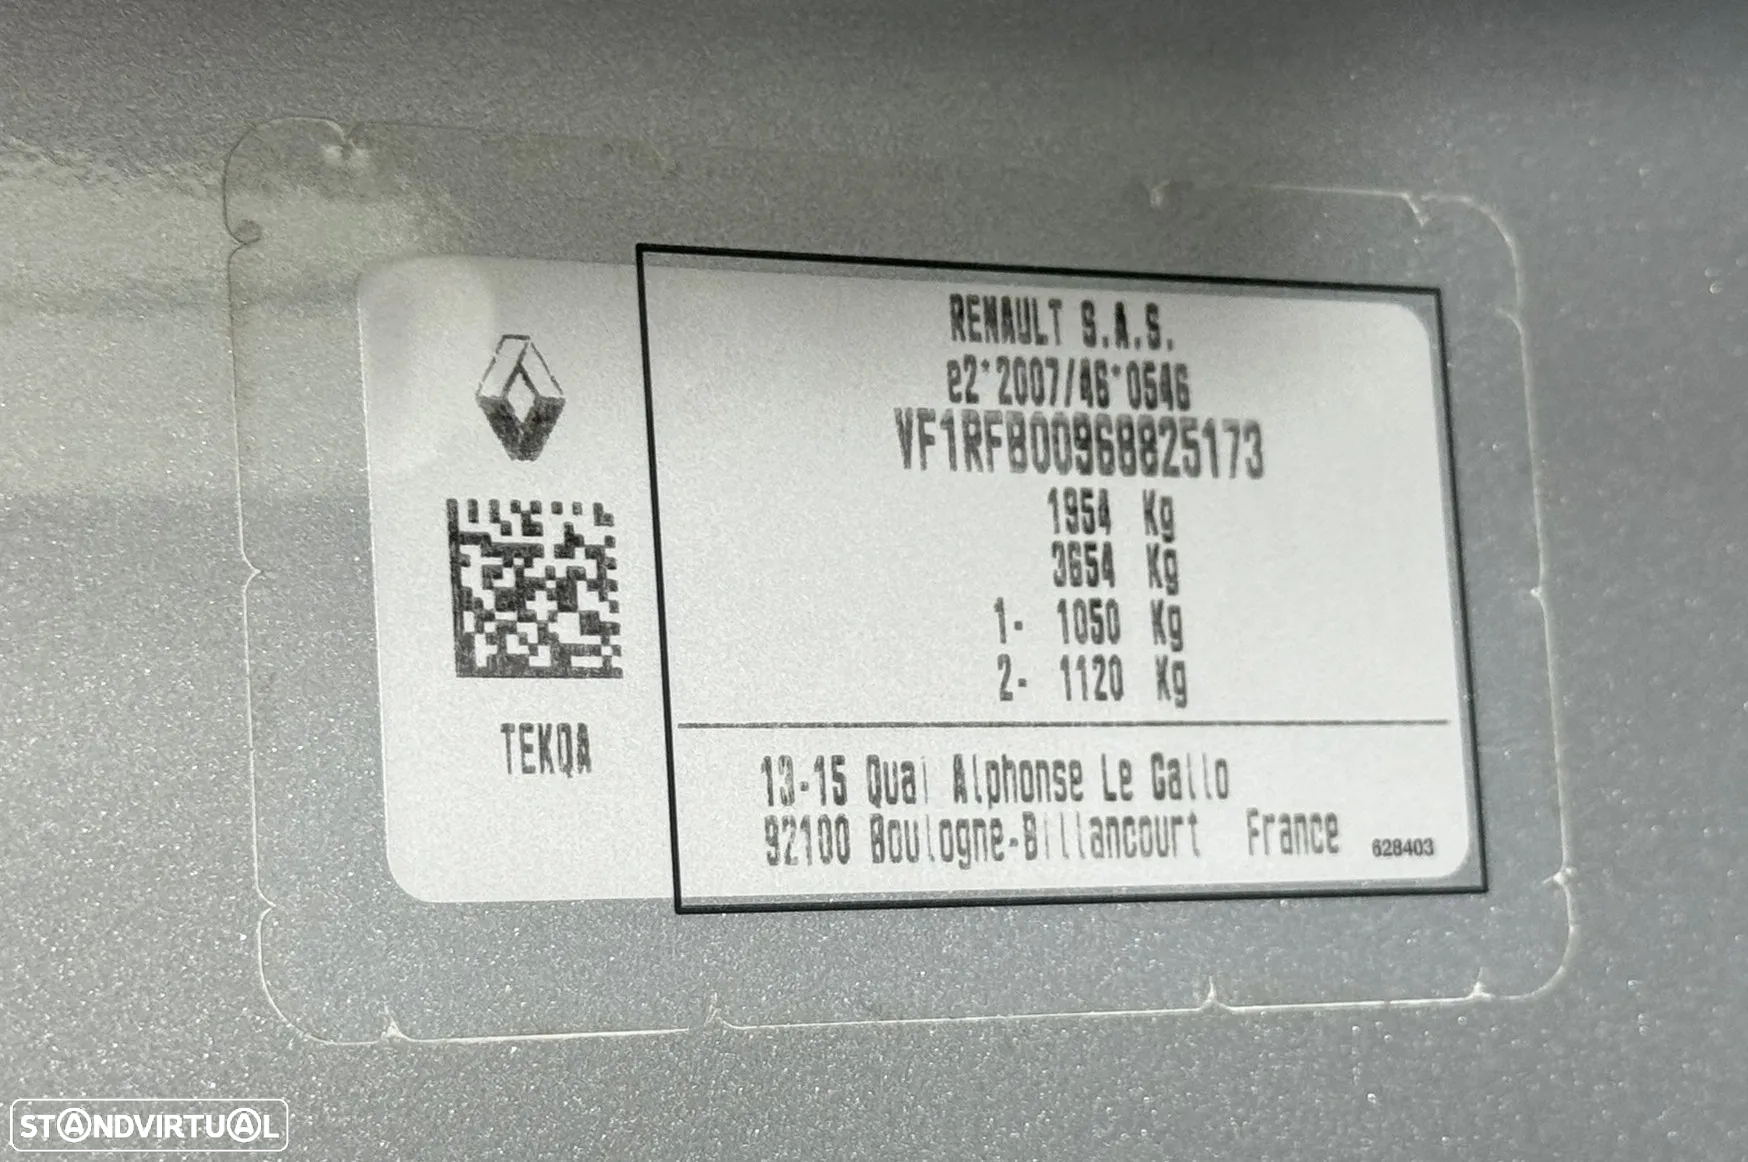 RENAULT S.A.S.
e2*2007/46*0546
VF1RFB00968825173
1954 Kg
3654 Kg
1- 1050 Kg
2- 1120 Kg
TEKQA
13-15 Quai Alphonse Le Gallo
92100 Boulogne-Billancourt France
628403
STANDVIRTUAL